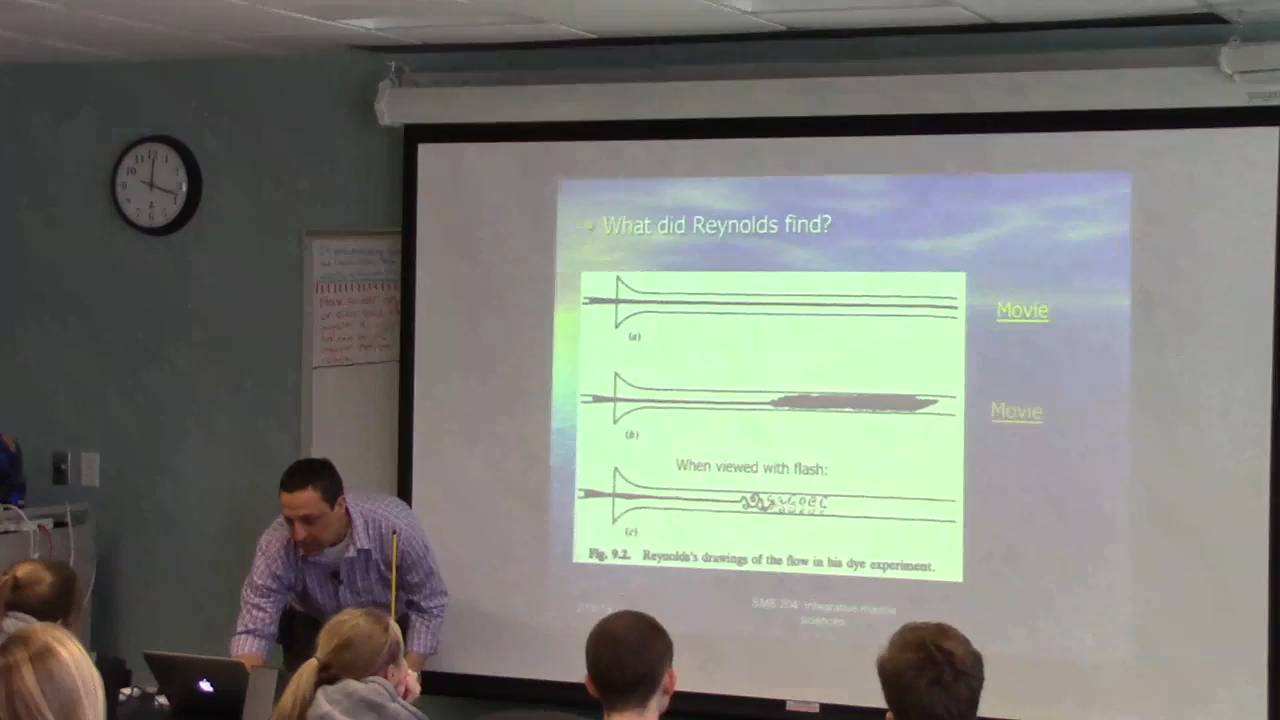 What did Reynolds find?
Movie
(a)
Movie
(b)
When viewed with flash:
(c)
Fig. 9.2. Reynolds's drawings of the flow in his dye experiment.
SMS 204: Integrative marine
sciences